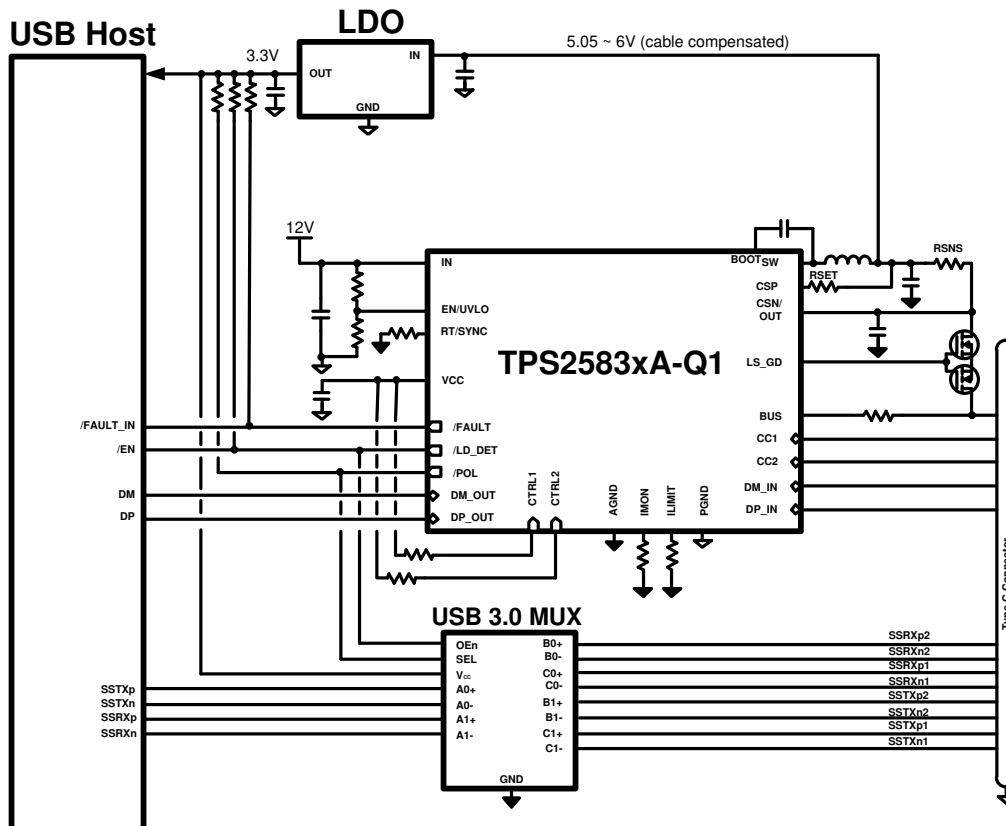 USB Host
LDO
3.3V
OUT
IN
GND
5.05 ~ 6V (cable compensated)
12V
IN
EN/UVLO
RT/SYNC
VCC
/FAULT
/LD_DET
/POL
DM_OUT
DP_OUT
TPS2583xA-Q1
BOOT
SW
CSP
CSN/
OUT
LS_GD
BUS
CC1
CC2
DM_IN
DP_IN
RSET
RSNS
CTRL1
CTRL2
AGND
IMON
ILIMIT
PGND
/FAULT_IN
/EN
DM
DP
USB 3.0 MUX
OEn
SEL
Vcc
A0+
A0-
A1+
A1-
B0+
B0-
C0+
C0-
B1+
B1-
C1+
C1-
GND
SSTXp
SSTXn
SSRXp
SSRXn
SSRXp2
SSRXn2
SSRXp1
SSRXn1
SSTXp2
SSTXn2
SSTXp1
SSTXn1
Type C Connector